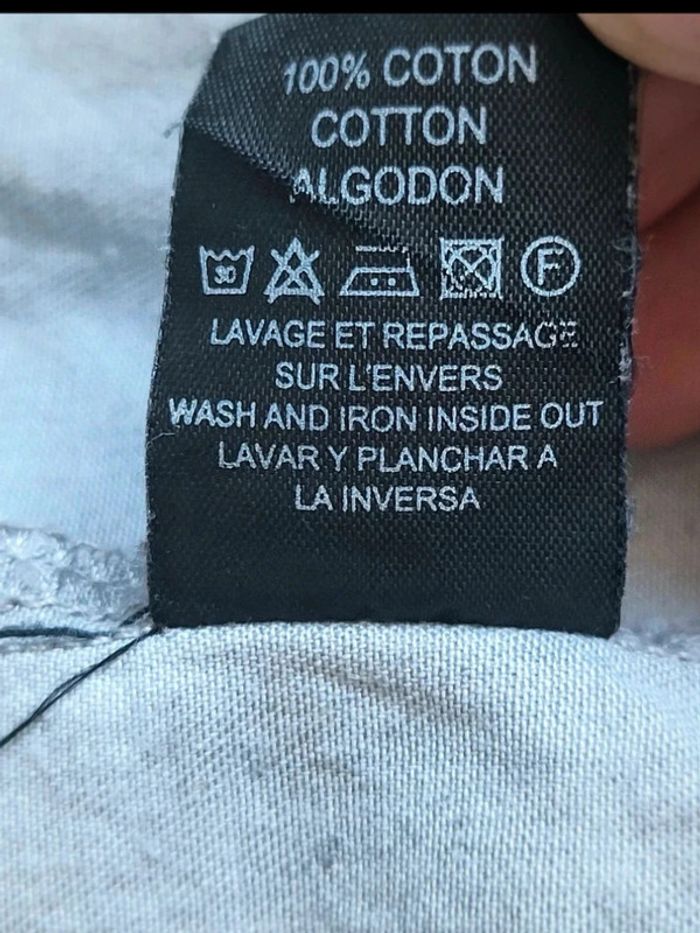 100% COTON
COTTON
ALGODON
30 F
LAVAGE ET REPASSAGE
SUR L'ENVERS
WASH AND IRON INSIDE OUT
LAVAR Y PLANCHAR A
LA INVERSA